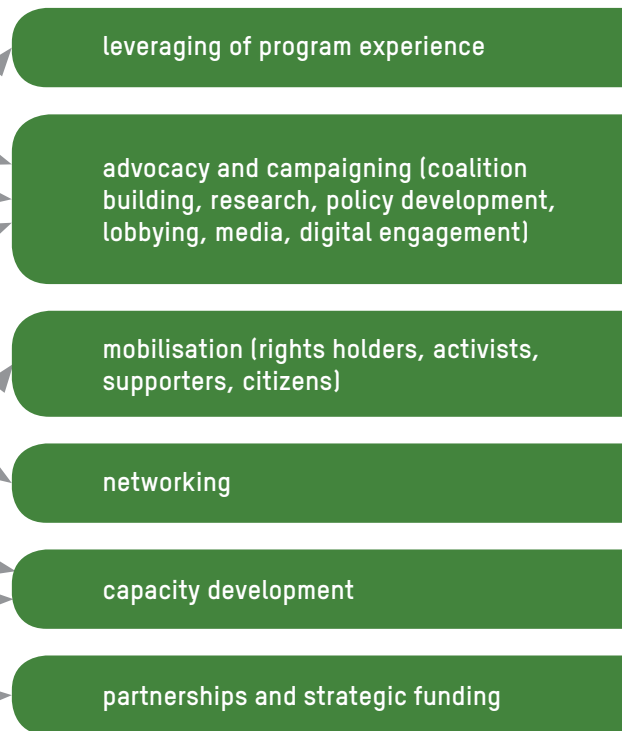 leveraging of program experience
advocacy and campaigning (coalition
building, research, policy development,
lobbying, media, digital engagement)
mobilisation (rights holders, activists,
supporters, citizens)
networking
capacity development
partnerships and strategic funding